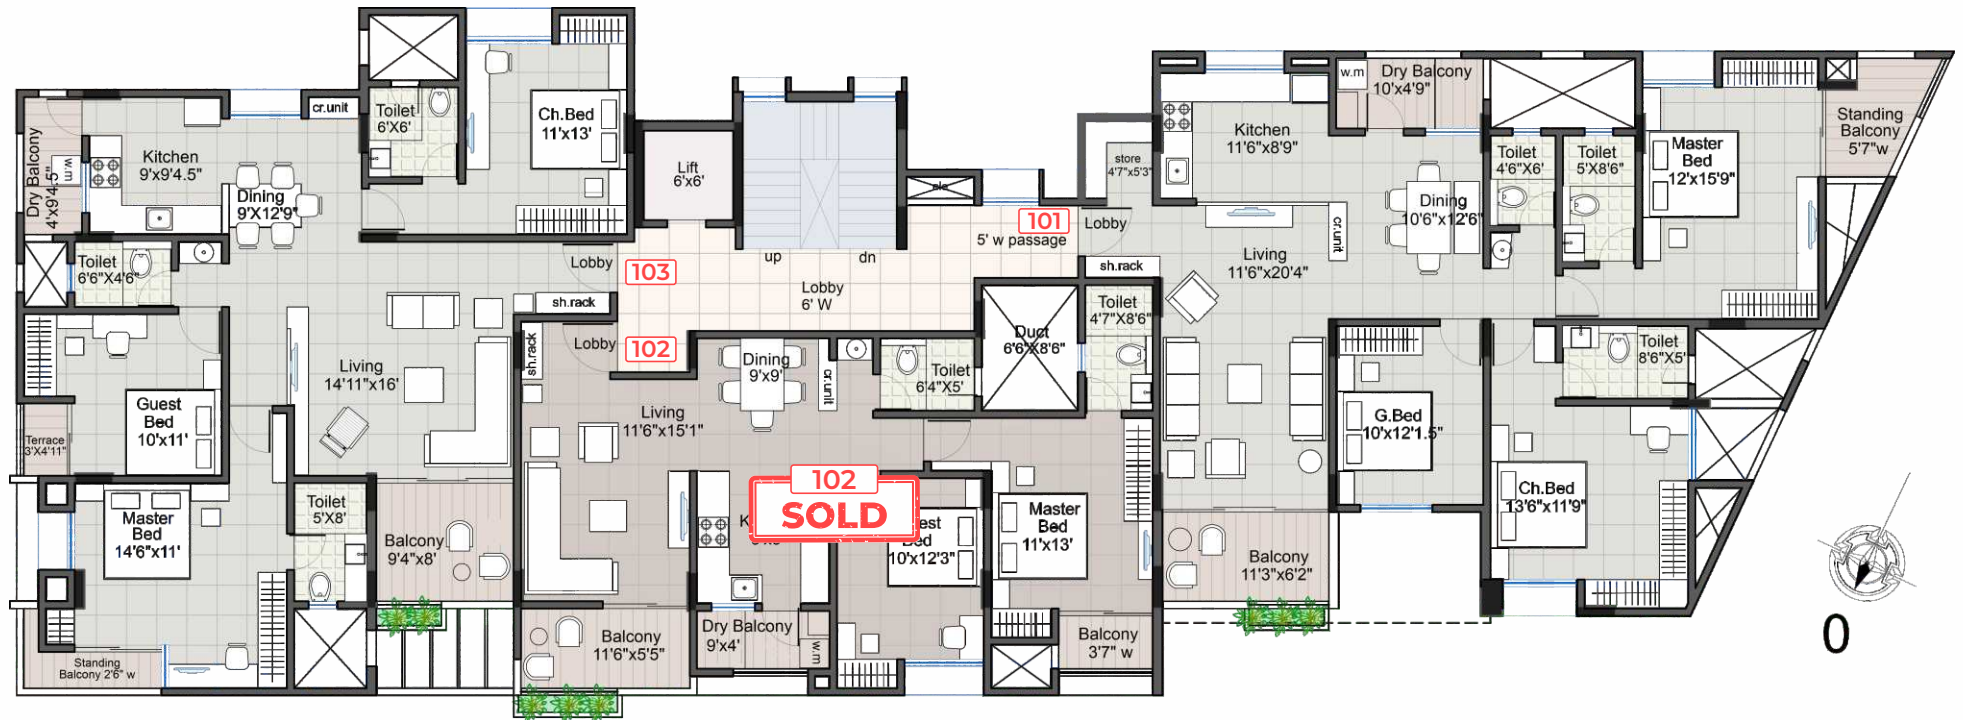 cr.unit
Toilet
6'X6'
Ch.Bed
11'x13'
Kitchen
9'x9'4.5"
Dry Balcony
4'x9'4.5"
w.m
Dining
9'X12'9"
Toilet
6'6"X4'6"
Lobby
sh.rack
103
Living
14'11"x16'
Guest
Bed
10'x11'
Terrace
3'X4'11"
Master
Bed
14'6"x11'
Toilet
5'X8'
Balcony
9'4"x8'
Standing
Balcony 2'6" w
Lift
6'x6'
up
dn
Lobby
6' W
ele
101
5' w passage
Lobby
sh.rack
102
Living
11'6"x15'1"
Dining
9'x9'
cr.unit
Toilet
6'4"X5'
Duct
6'6"X8'6"
Toilet
4'7"X8'6"
102
SOLD
Bed
10'x12'3"
Master
Bed
11'x13'
Balcony
11'6"x5'5"
Dry Balcony
9'x4'
w.m
Balcony
3'7" w
store
4'7"x5'3"
Lobby
sh.rack
Kitchen
11'6"x8'9"
w.m
Dry Balcony
10'x4'9"
Dining
10'6"x12'6"
cr.unit
Living
11'6"x20'4"
Toilet
4'6"X6'
Toilet
5'X8'6"
Master
Bed
12'x15'9"
Standing
Balcony
5'7"w
Toilet
8'6"X5'
G.Bed
10'x12'1.5"
Ch.Bed
13'6"x11'9"
Balcony
11'3"x6'2"
0